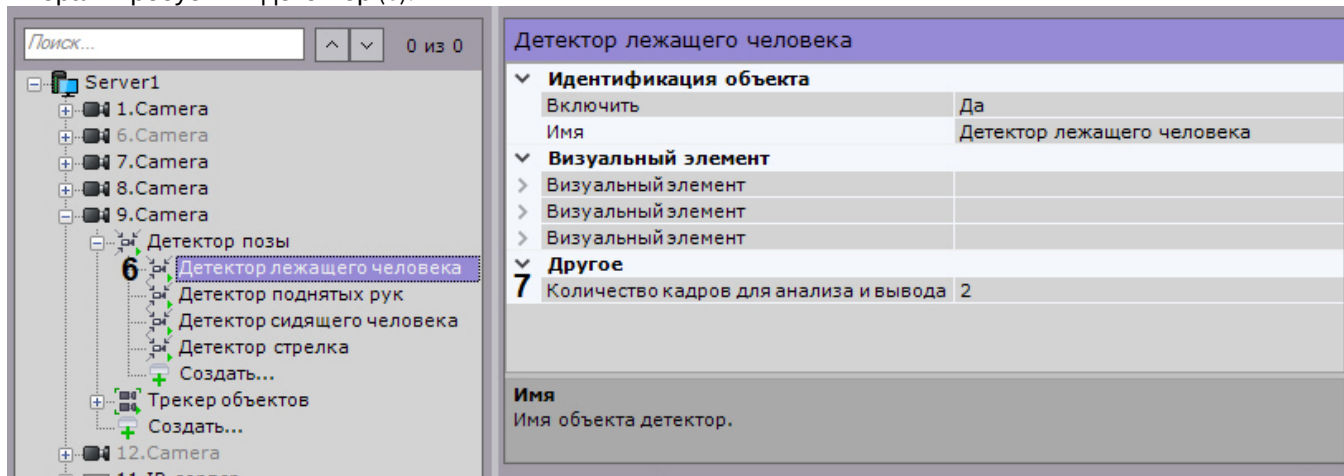 Поиск...
0 из 0
Server1
1.Camera
6.Camera
7.Camera
8.Camera
9.Camera
Детектор позы
6 Детектор лежащего человека
Детектор поднятых рук
Детектор сидящего человека
Детектор стрелка
Создать...
Трекер объектов
Создать...
12.Camera
Детектор лежащего человека
Идентификация объекта
Включить Да
Имя Детектор лежащего человека
Визуальный элемент
Визуальный элемент
Визуальный элемент
Визуальный элемент
Другое
7 Количество кадров для анализа и вывода 2
Имя
Имя объекта детектор.